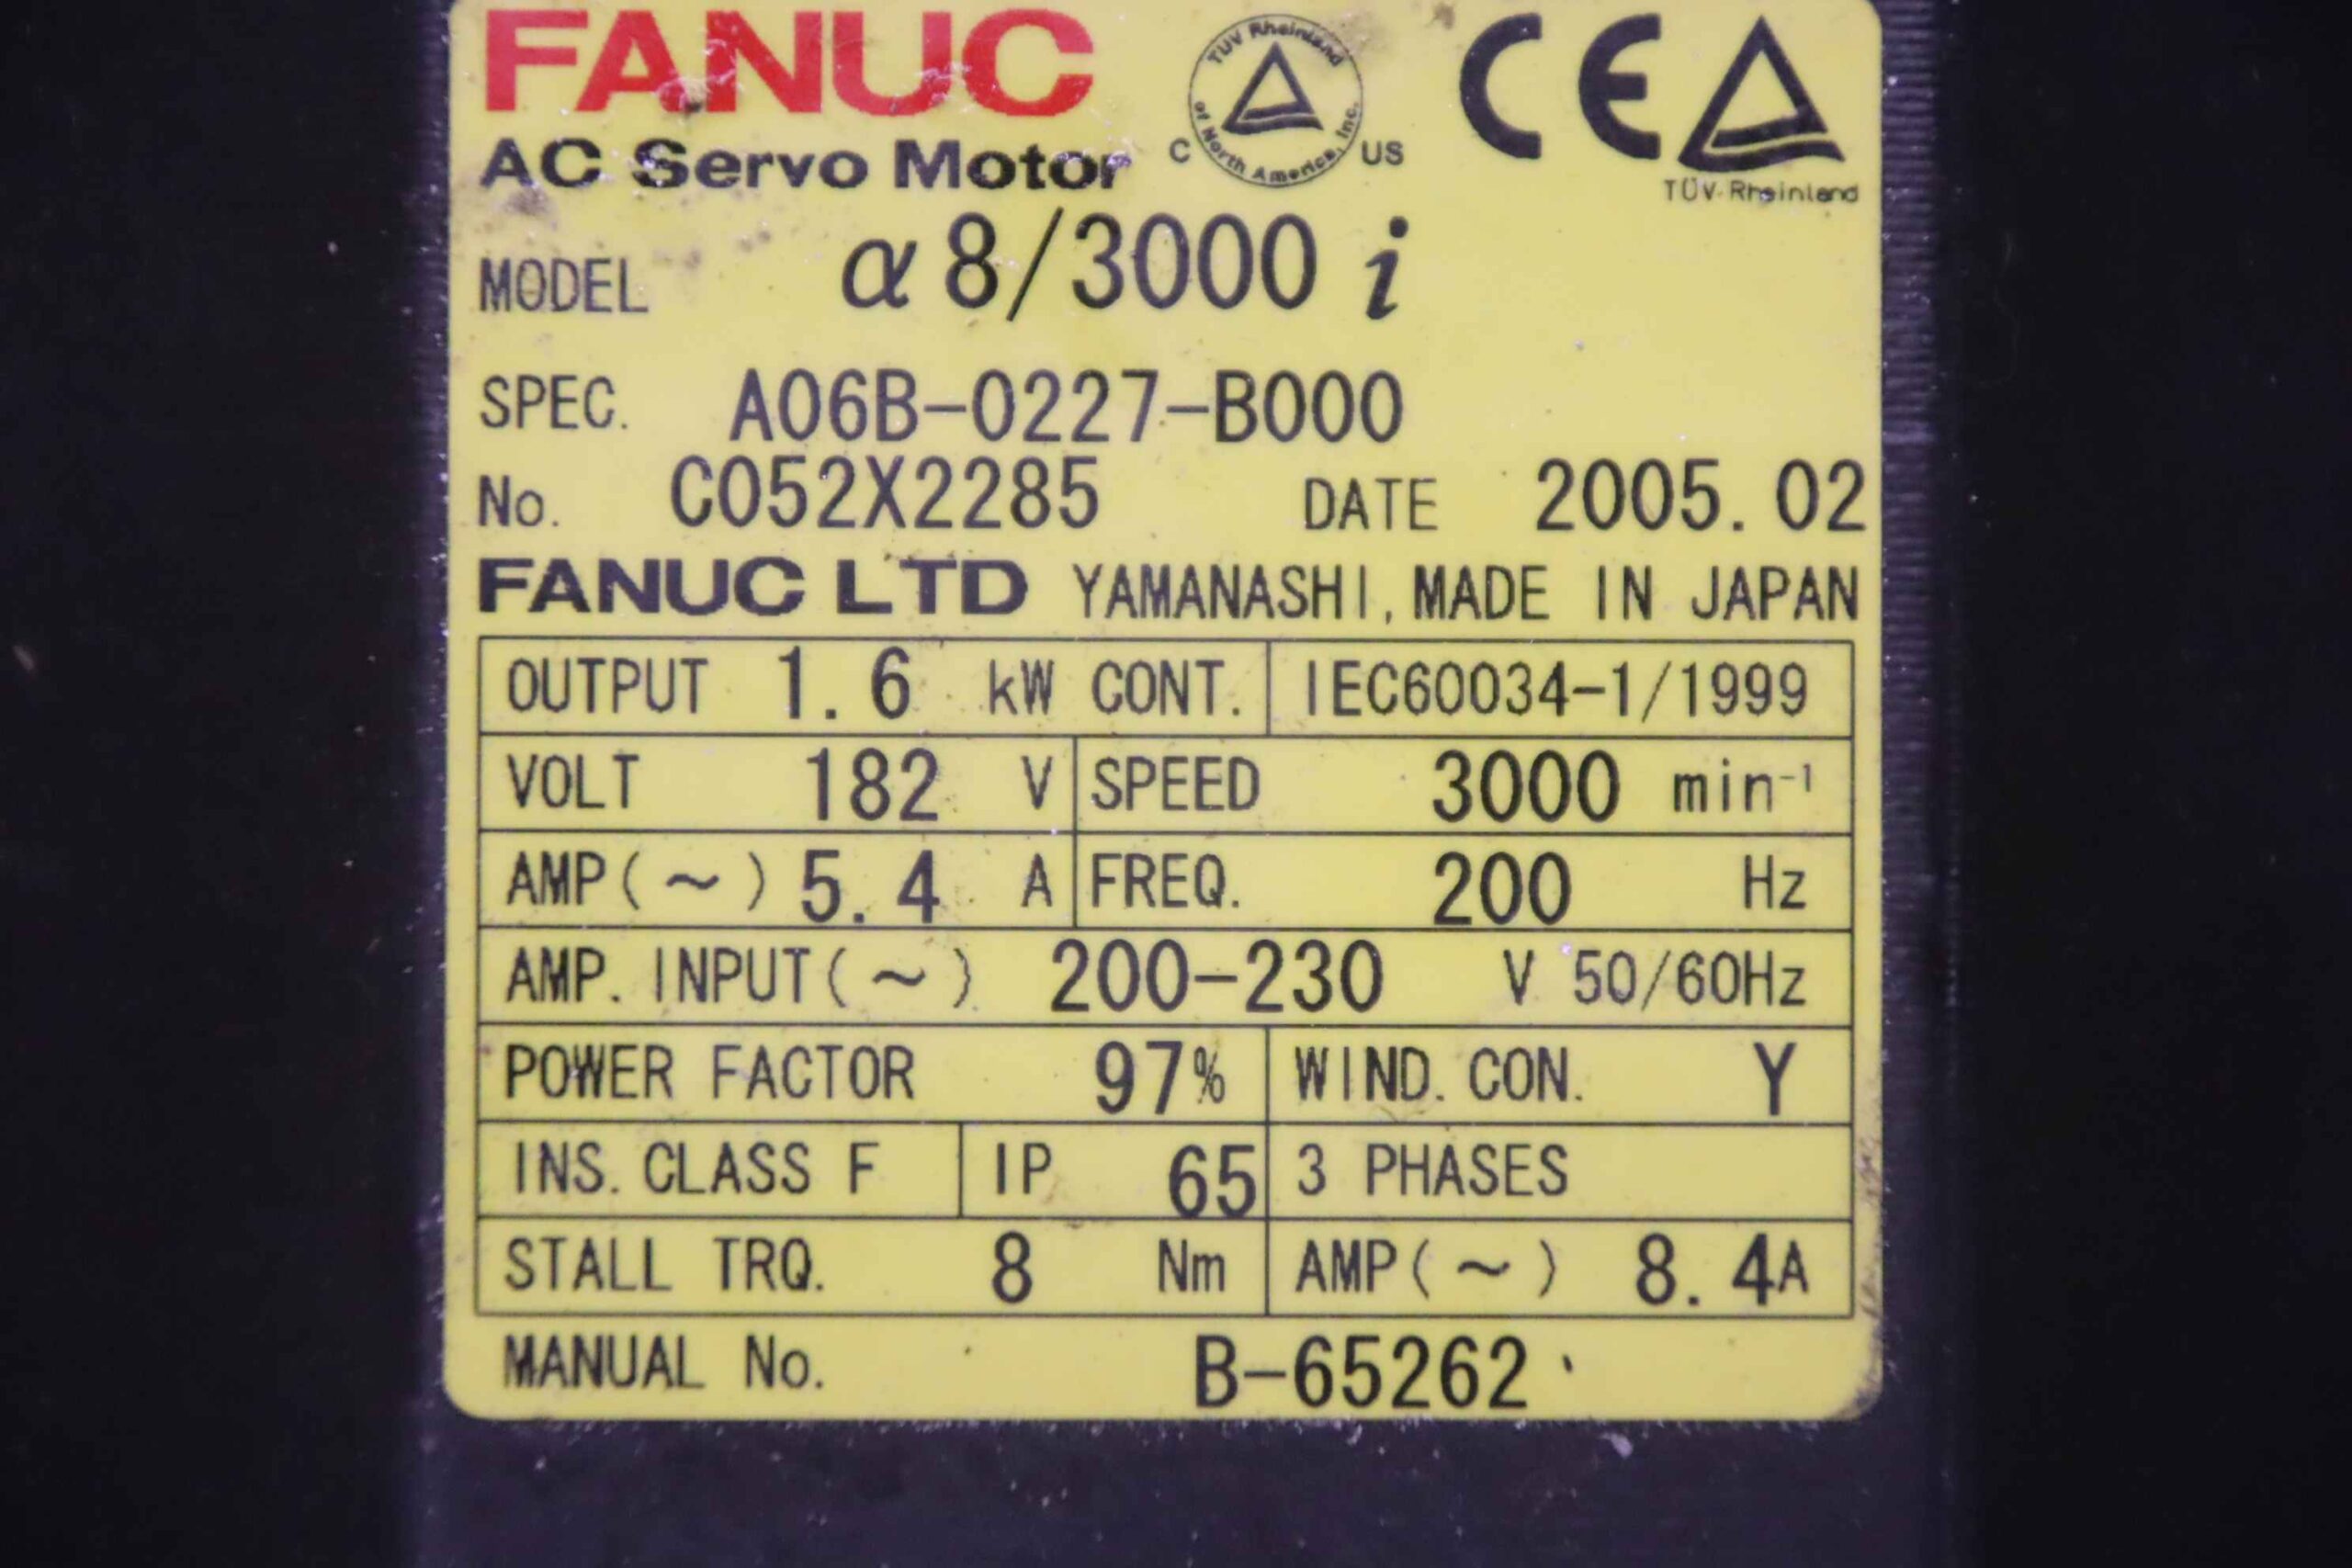 FANUC
TÜV Rheinland
of North America, Inc.
C US
CE
TÜV Rheinland
AC Servo Motor
MODEL α8/3000 i
SPEC. A06B-0227-B000
No. C052X2285 DATE 2005.02
FANUC LTD YAMANASHI, MADE IN JAPAN
OUTPUT 1.6 kW CONT. IEC60034-1/1999
VOLT 182 V SPEED 3000 min⁻¹
AMP(~) 5.4 A FREQ. 200 Hz
AMP. INPUT(~) 200-230 V 50/60Hz
POWER FACTOR 97% WIND. CON. Y
INS. CLASS F IP 65 3 PHASES
STALL TRQ. 8 Nm AMP(~) 8.4A
MANUAL No. B-65262